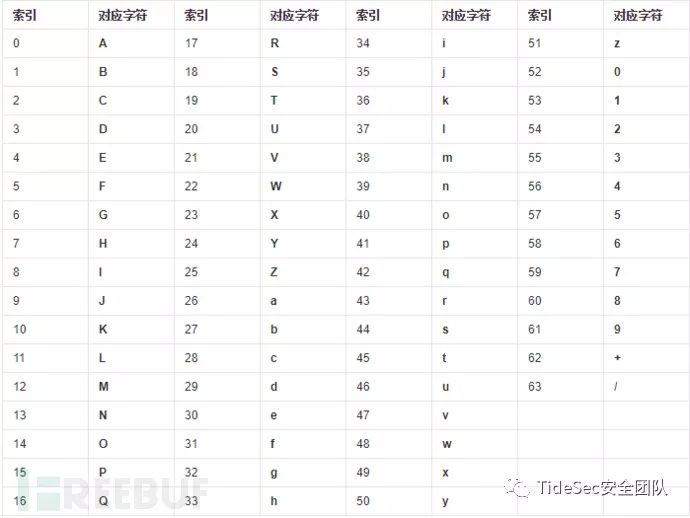 索引 对应字符 索引 对应字符 索引 对应字符 索引 对应字符
0 A 17 R 34 i 51 z
1 B 18 S 35 j 52 0
2 C 19 T 36 k 53 1
3 D 20 U 37 l 54 2
4 E 21 V 38 m 55 3
5 F 22 W 39 n 56 4
6 G 23 X 40 o 57 5
7 H 24 Y 41 p 58 6
8 I 25 Z 42 q 59 7
9 J 26 a 43 r 60 8
10 K 27 b 44 s 61 9
11 L 28 c 45 t 62 +
12 M 29 d 46 u 63 /
13 N 30 e 47 v
14 O 31 f 48 w
15 P 32 g 49 x
16 Q 33 h 50 y
FREEBUF
TideSec安全团队